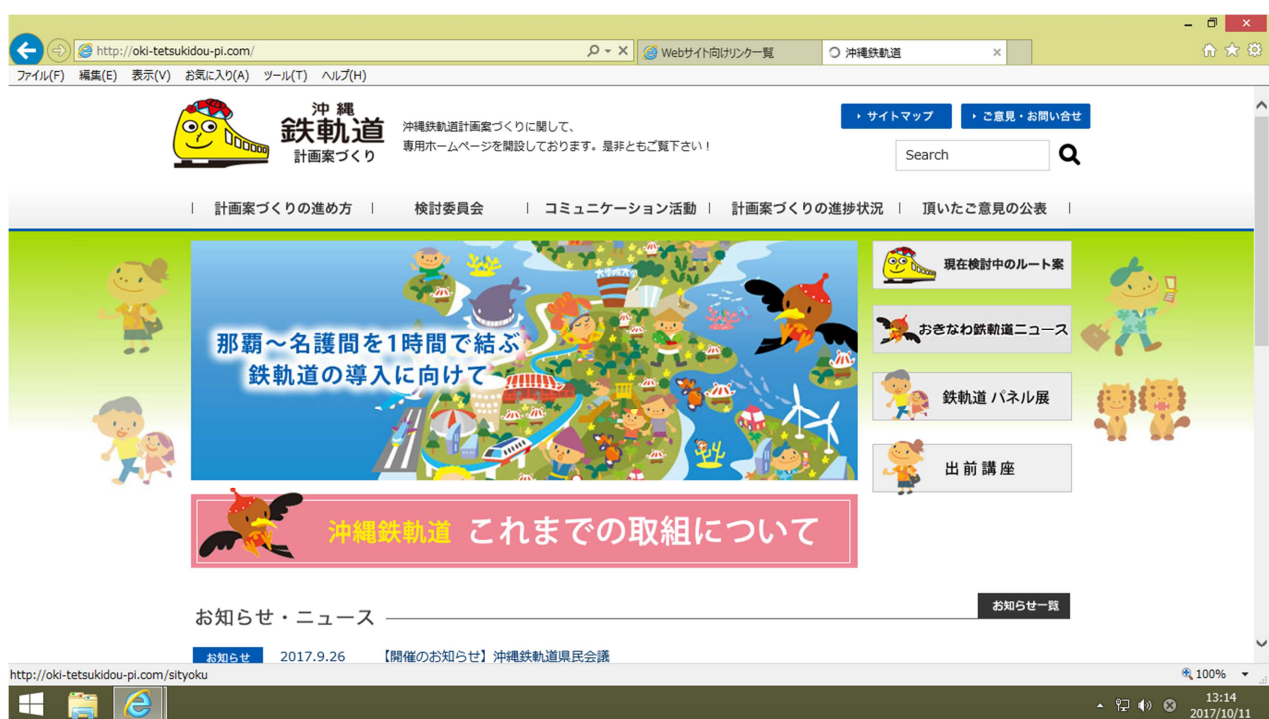 http://oki-tetsukidou-pi.com/
Webサイト向けリンク一覧
沖縄鉄軌道
ファイル(F) 編集(E) 表示(V) お気に入り(A) ツール(T) ヘルプ(H)
沖縄
鉄軌道
計画案づくり
沖縄鉄軌道計画案づくりに関して、
専用ホームページを開設しております。是非ともご覧下さい!
サイトマップ
ご意見・お問い合せ
Search
計画案づくりの進め方
検討委員会
コミュニケーション活動
計画案づくりの進捗状況
頂いたご意見の公表
大学院大学
那覇~名護間を1時間で結ぶ
鉄軌道の導入に向けて
現在検討中のルート案
おきなわ鉄軌道ニュース
鉄軌道 パネル展
出前講座
沖縄鉄軌道 これまでの取組について
お知らせ・ニュース
お知らせ一覧
お知らせ 2017.9.26 【開催のお知らせ】沖縄鉄軌道県民会議
http://oki-tetsukidou-pi.com/sityoku
100%
13:14
2017/10/11